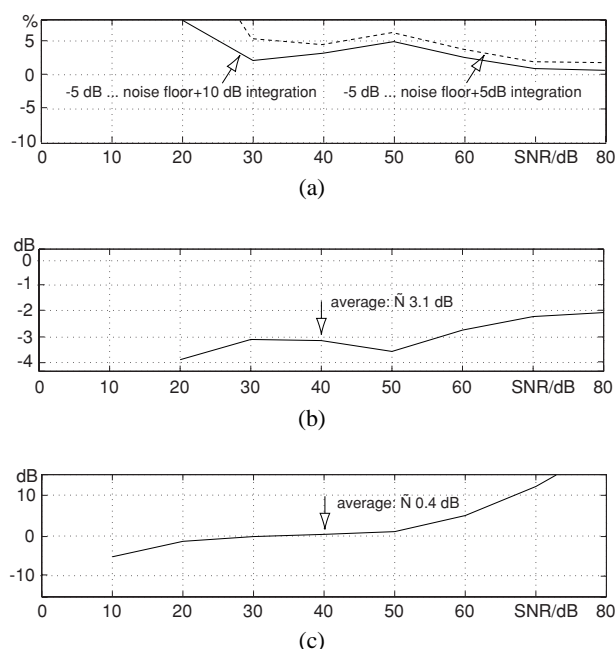 %
5
0
-5
-10
-5 dB ... noise floor+10 dB integration
-5 dB ... noise floor+5dB integration
0 10 20 30 40 50 60 SNR/dB 80
(a)
dB
0
-1
-2
-3
-4
average: Ñ 3.1 dB
0 10 20 30 40 50 60 SNR/dB 80
(b)
dB
10
0
-10
average: Ñ 0.4 dB
0 10 20 30 40 50 60 SNR/dB 80
(c)